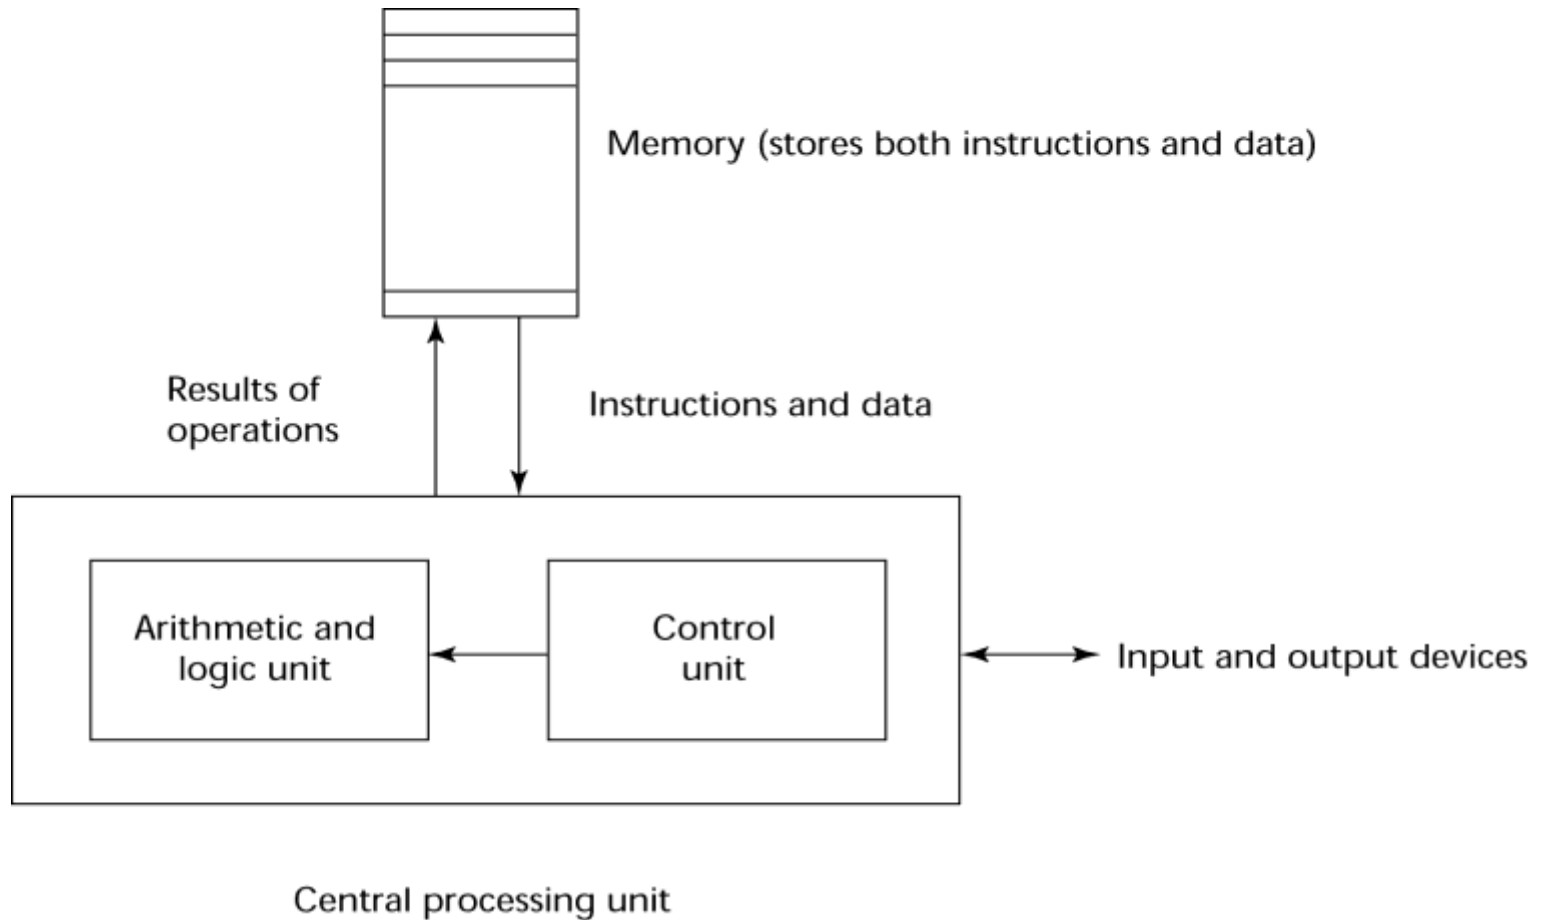 Memory (stores both instructions and data)
Results of
operations
Instructions and data
Arithmetic and
logic unit
Control
unit
Input and output devices
Central processing unit